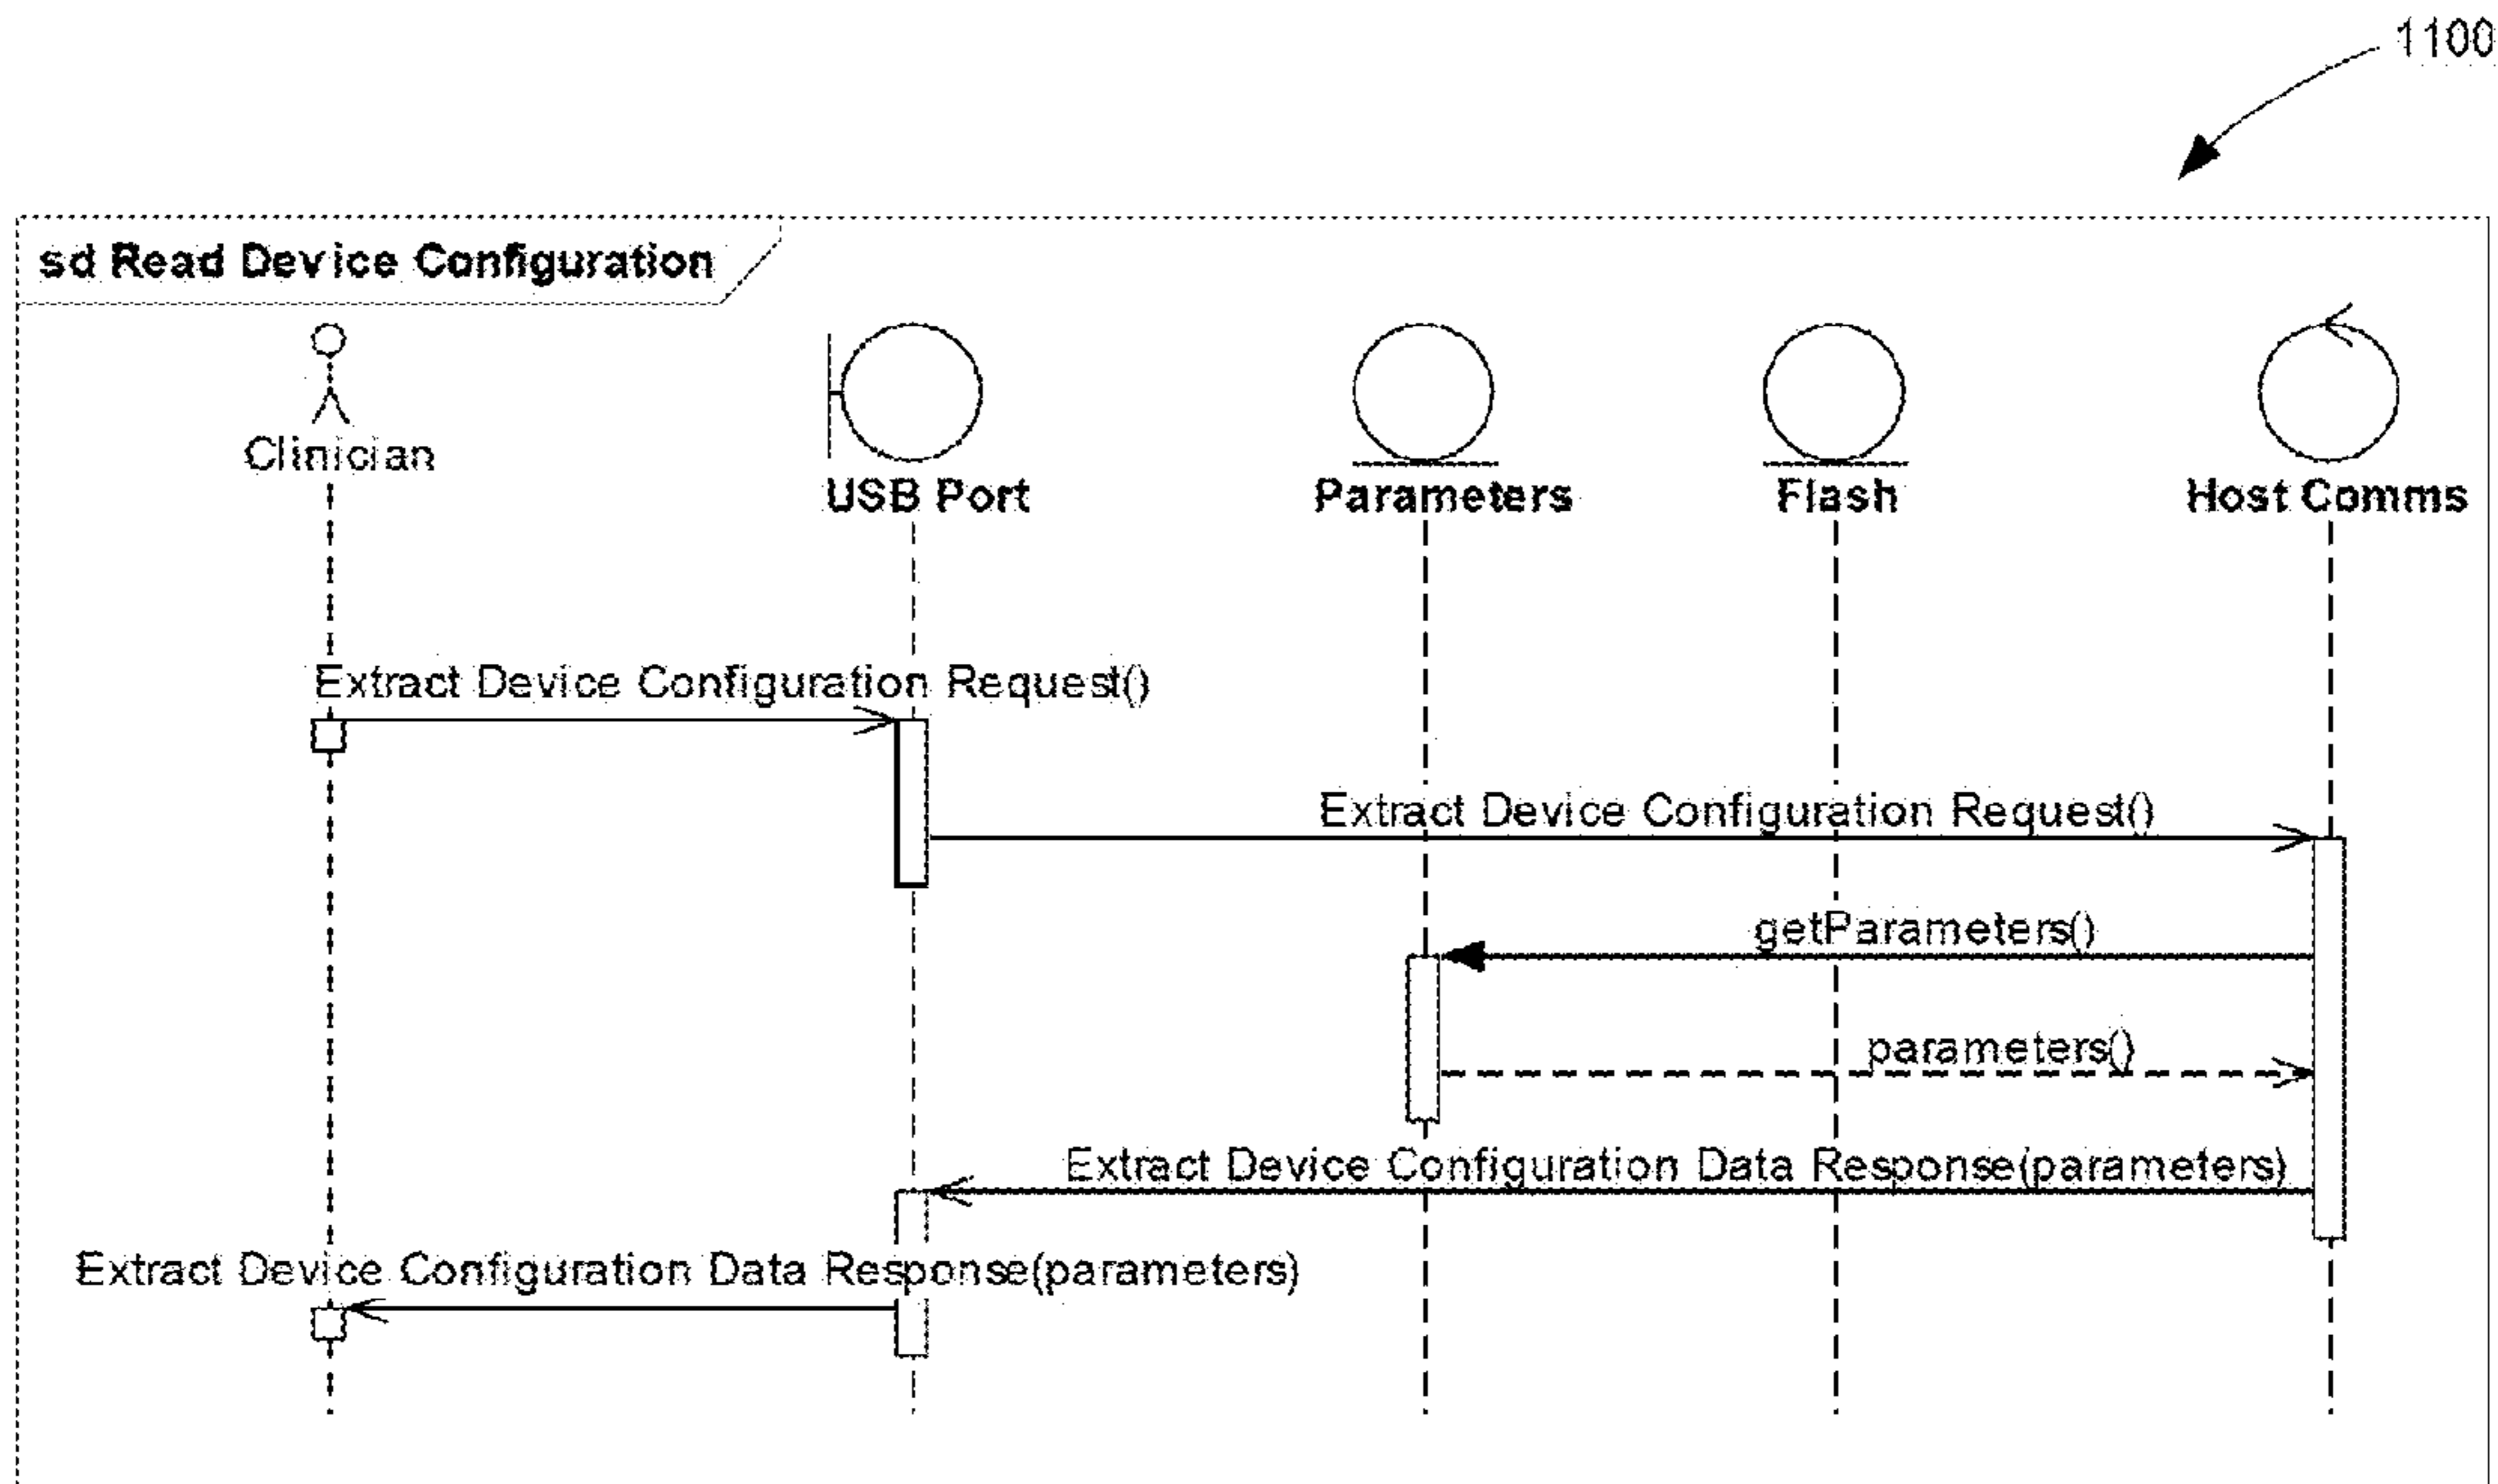 1100
sd Read Device Configuration
Clinician
USB Port
Parameters
Flash
Host Comms
Extract Device Configuration Request()
Extract Device Configuration Request()
getParameters()
parameters()
Extract Device Configuration Data Response(parameters)
Extract Device Configuration Data Response(parameters)